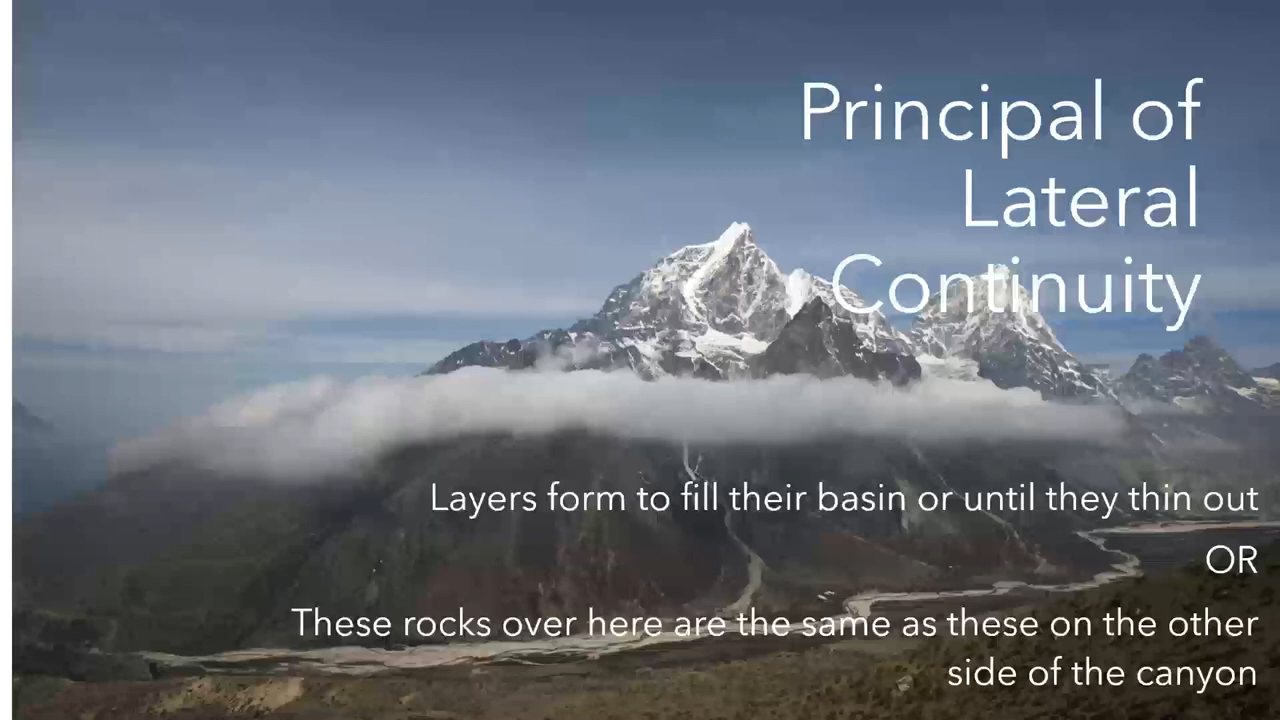 Principal of
Lateral
Continuity
Layers form to fill their basin or until they thin out
OR
These rocks over here are the same as these on the other
side of the canyon